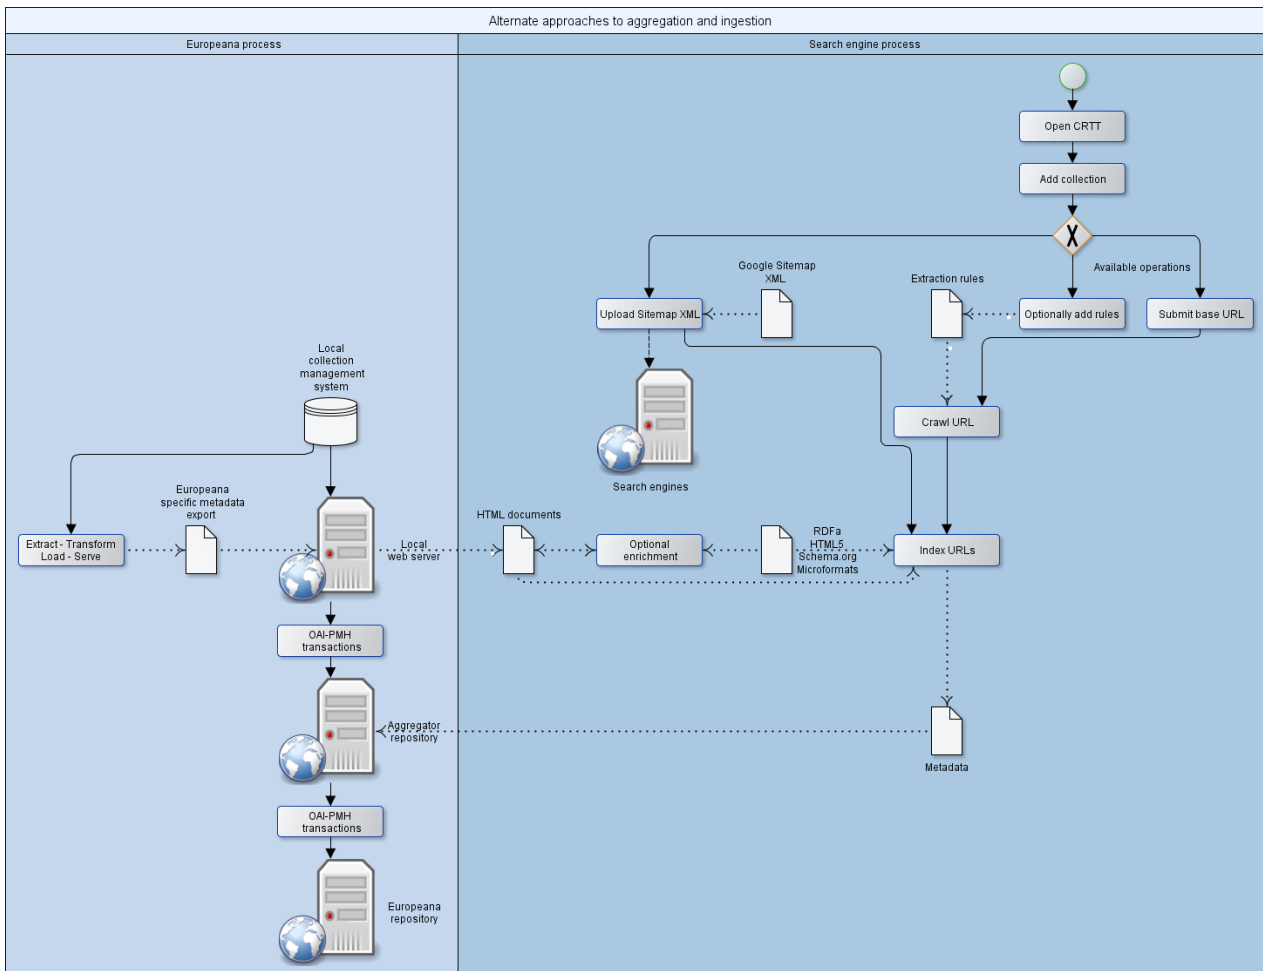 Alternate approaches to aggregation and ingestion
Europeana process
Search engine process
Open CRTT
Add collection
X
Available operations
Google Sitemap
XML
Extraction rules
Upload Sitemap XML
Optionally add rules
Submit base URL
Local
collection
management
system
Crawl URL
Search engines
Europeana
specific metadata
export
HTML documents
RDFa
HTML5
Schema.org
Microformats
Extract - Transform
Load - Serve
Local
web server
Optional
enrichment
Index URLs
OAI-PMH
transactions
Aggregator
repository
Metadata
OAI-PMH
transactions
Europeana
repository